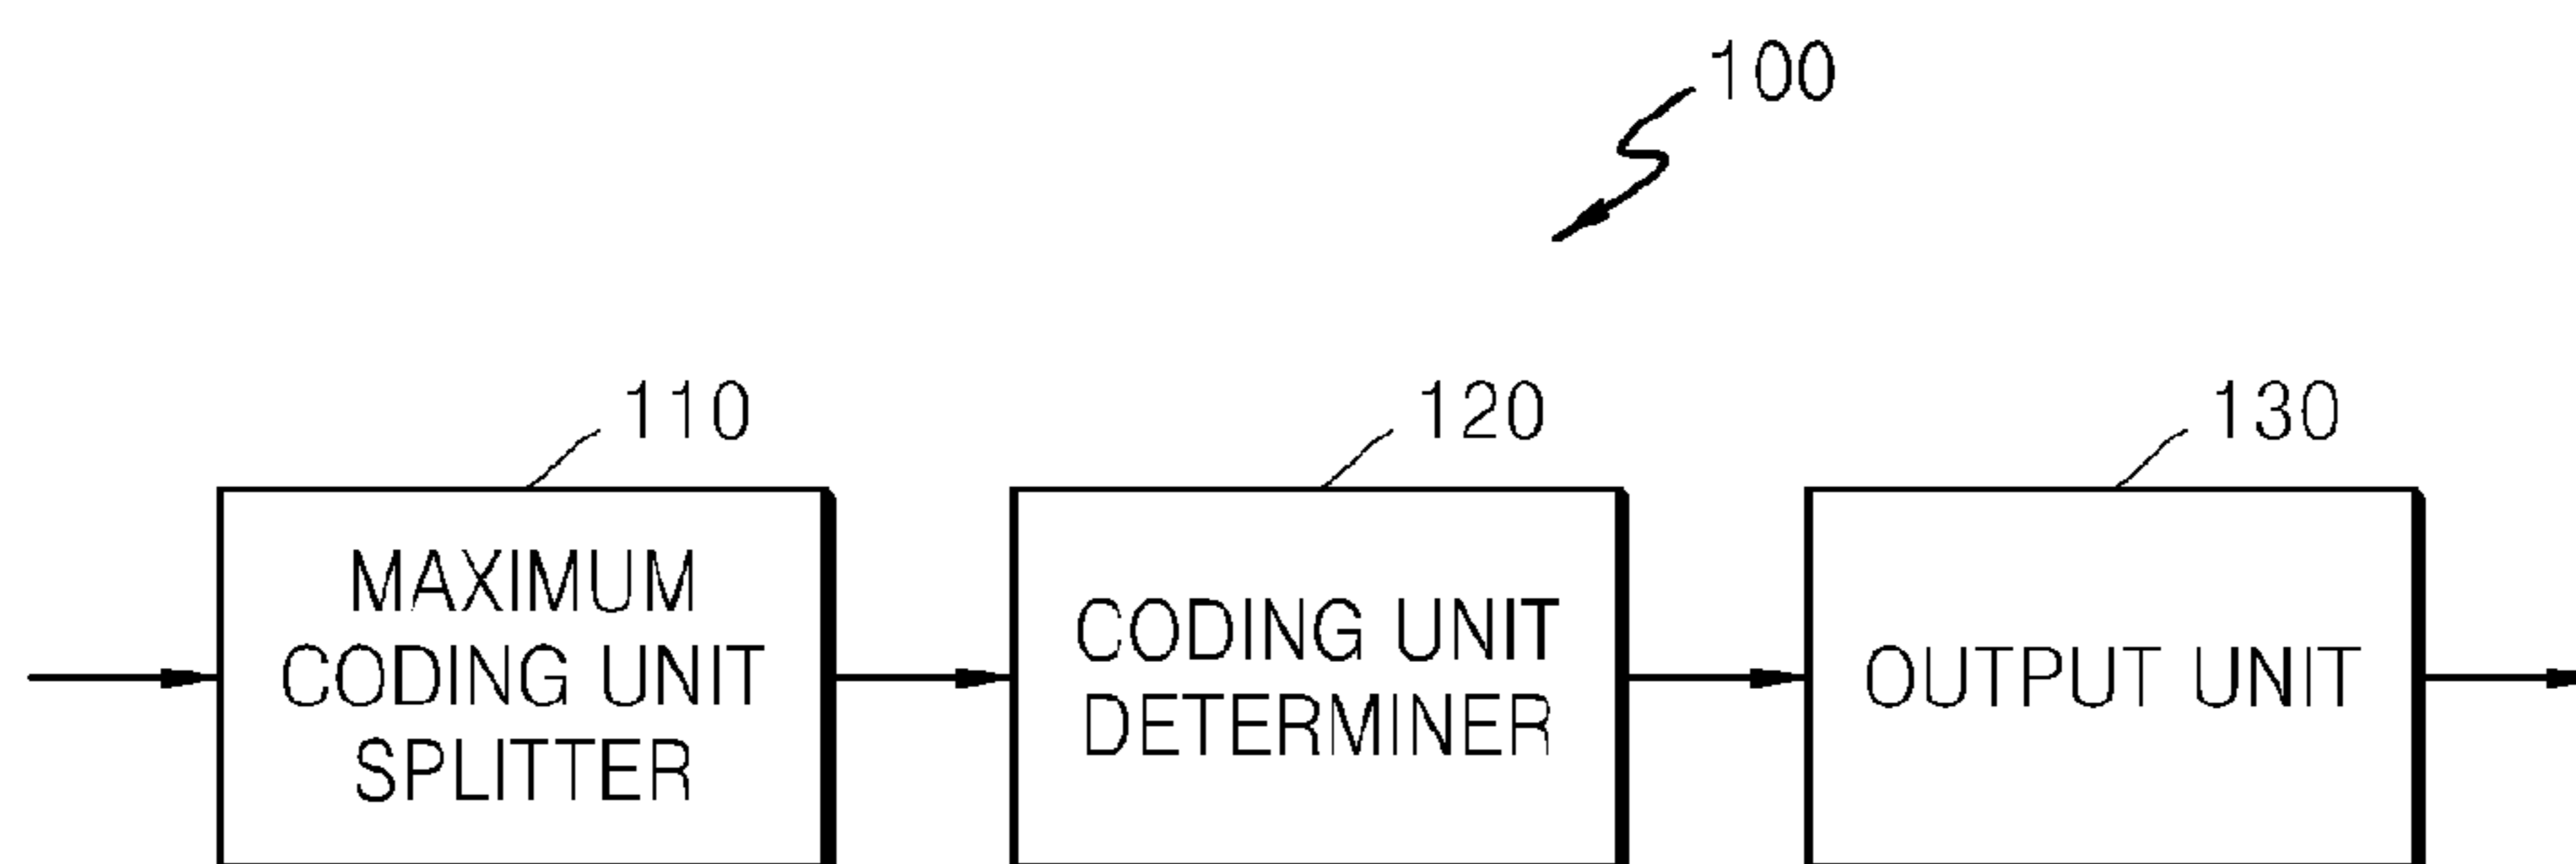 100
110
120
130
MAXIMUM
CODING UNIT
SPLITTER
CODING UNIT
DETERMINER
OUTPUT UNIT